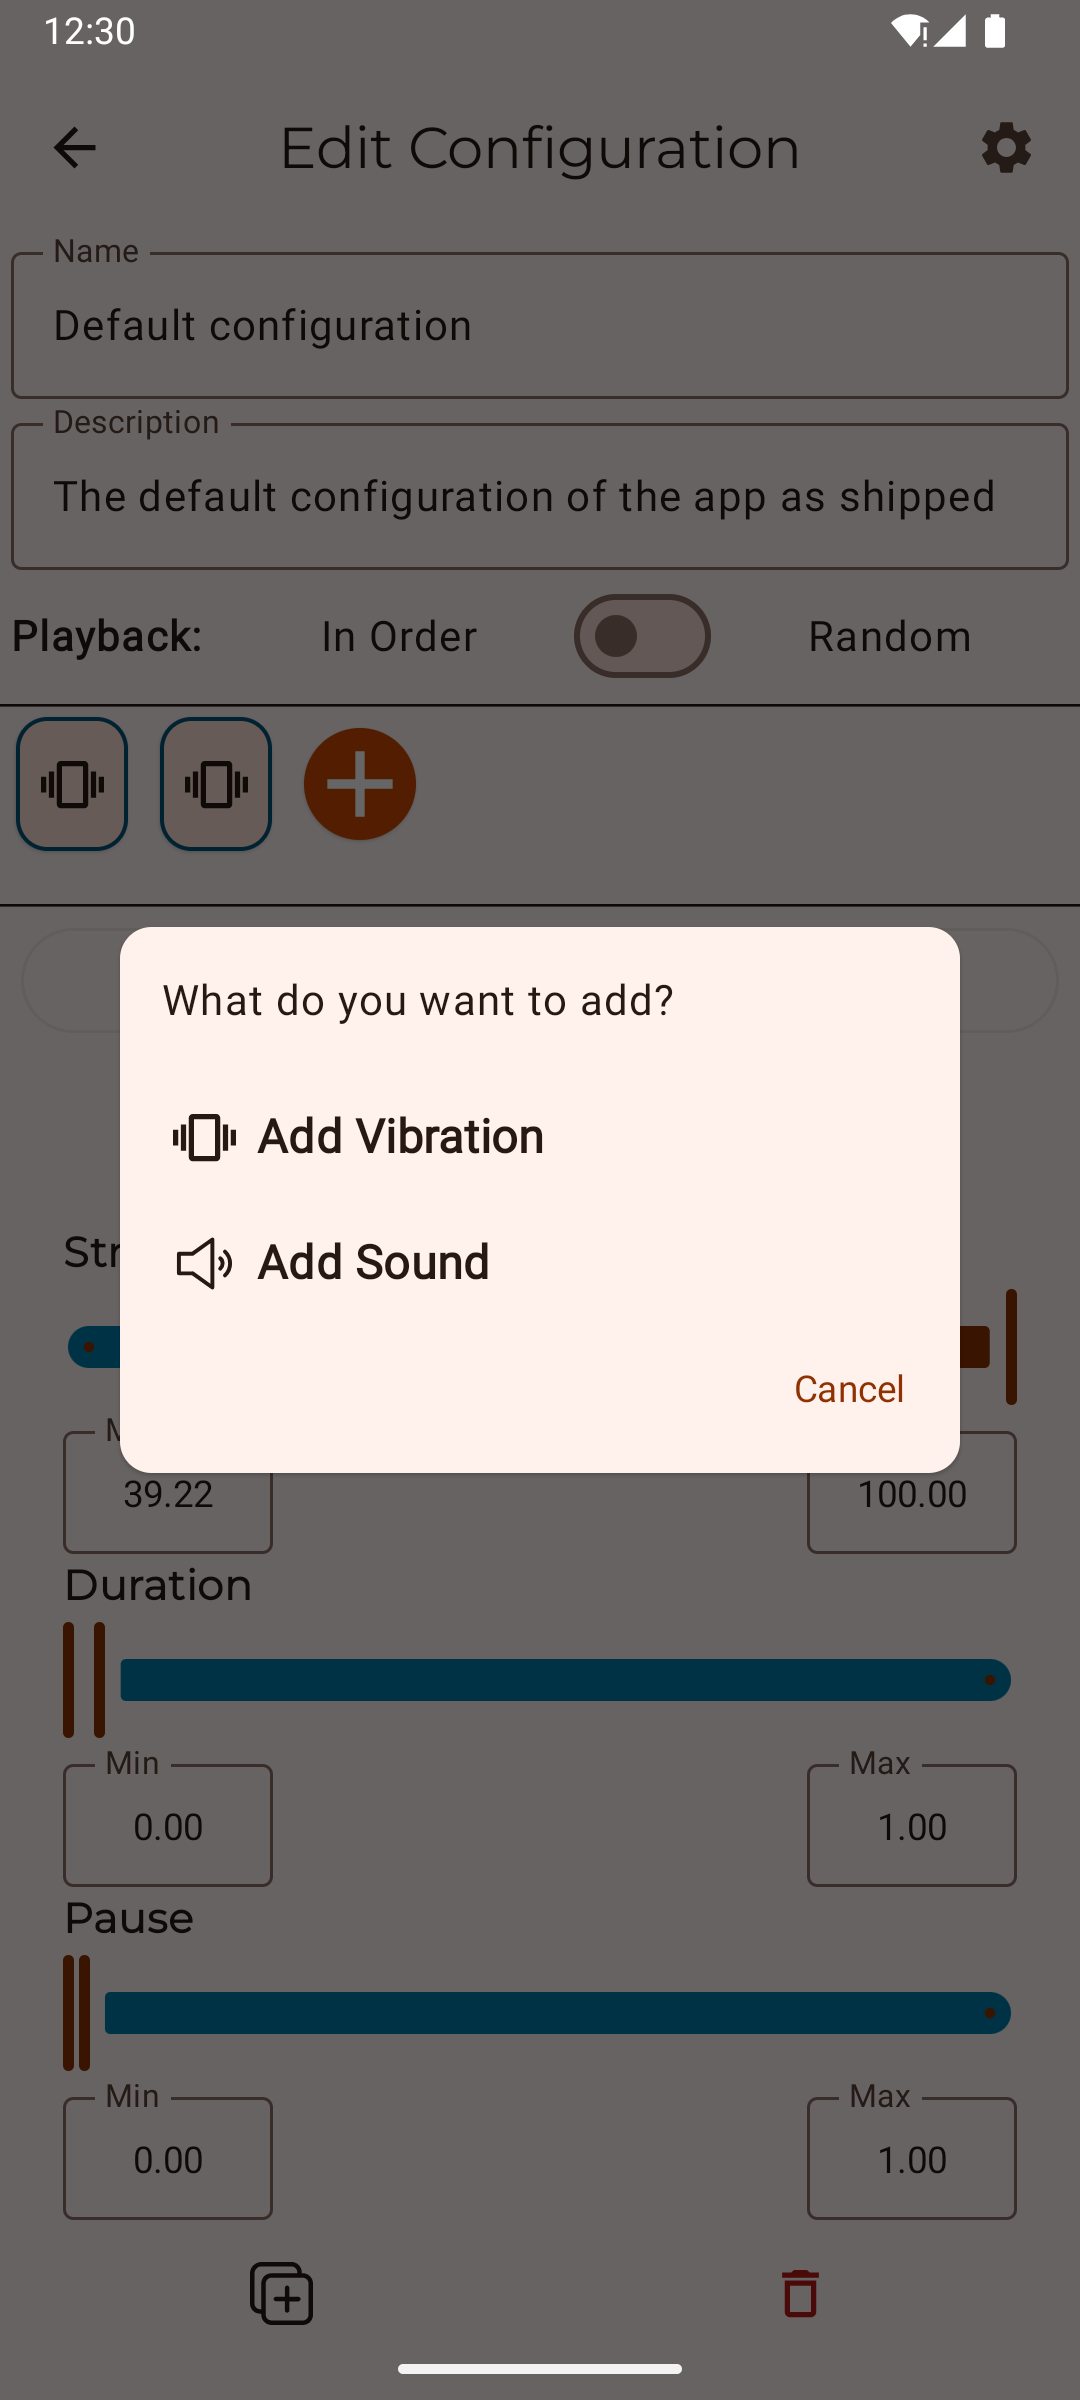 12:30
Edit Configuration
Name
Default configuration
Description
The default configuration of the app as shipped
Playback:
In Order
Random
What do you want to add?
Add Vibration
Add Sound
Cancel
39.22
100.00
Duration
Min
Max
0.00
1.00
Pause
Min
Max
0.00
1.00